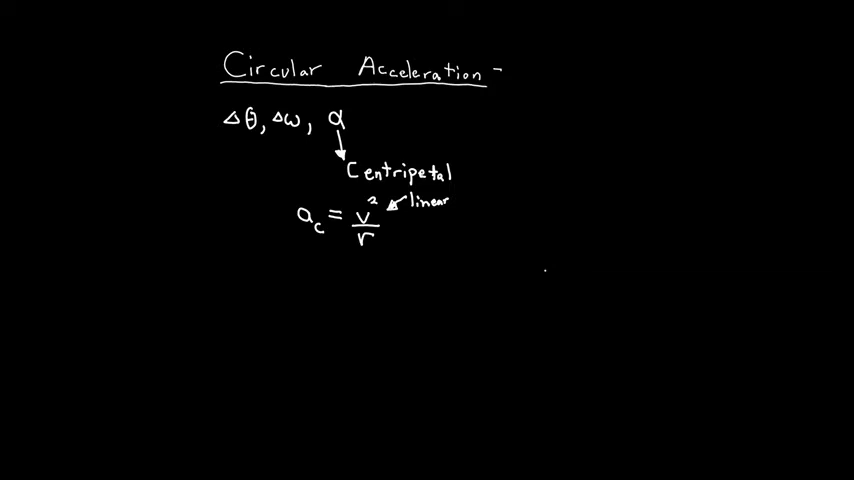 Circular Acceleration -
Δθ, Δω, α
Centripetal
a_c = v²/r
linear